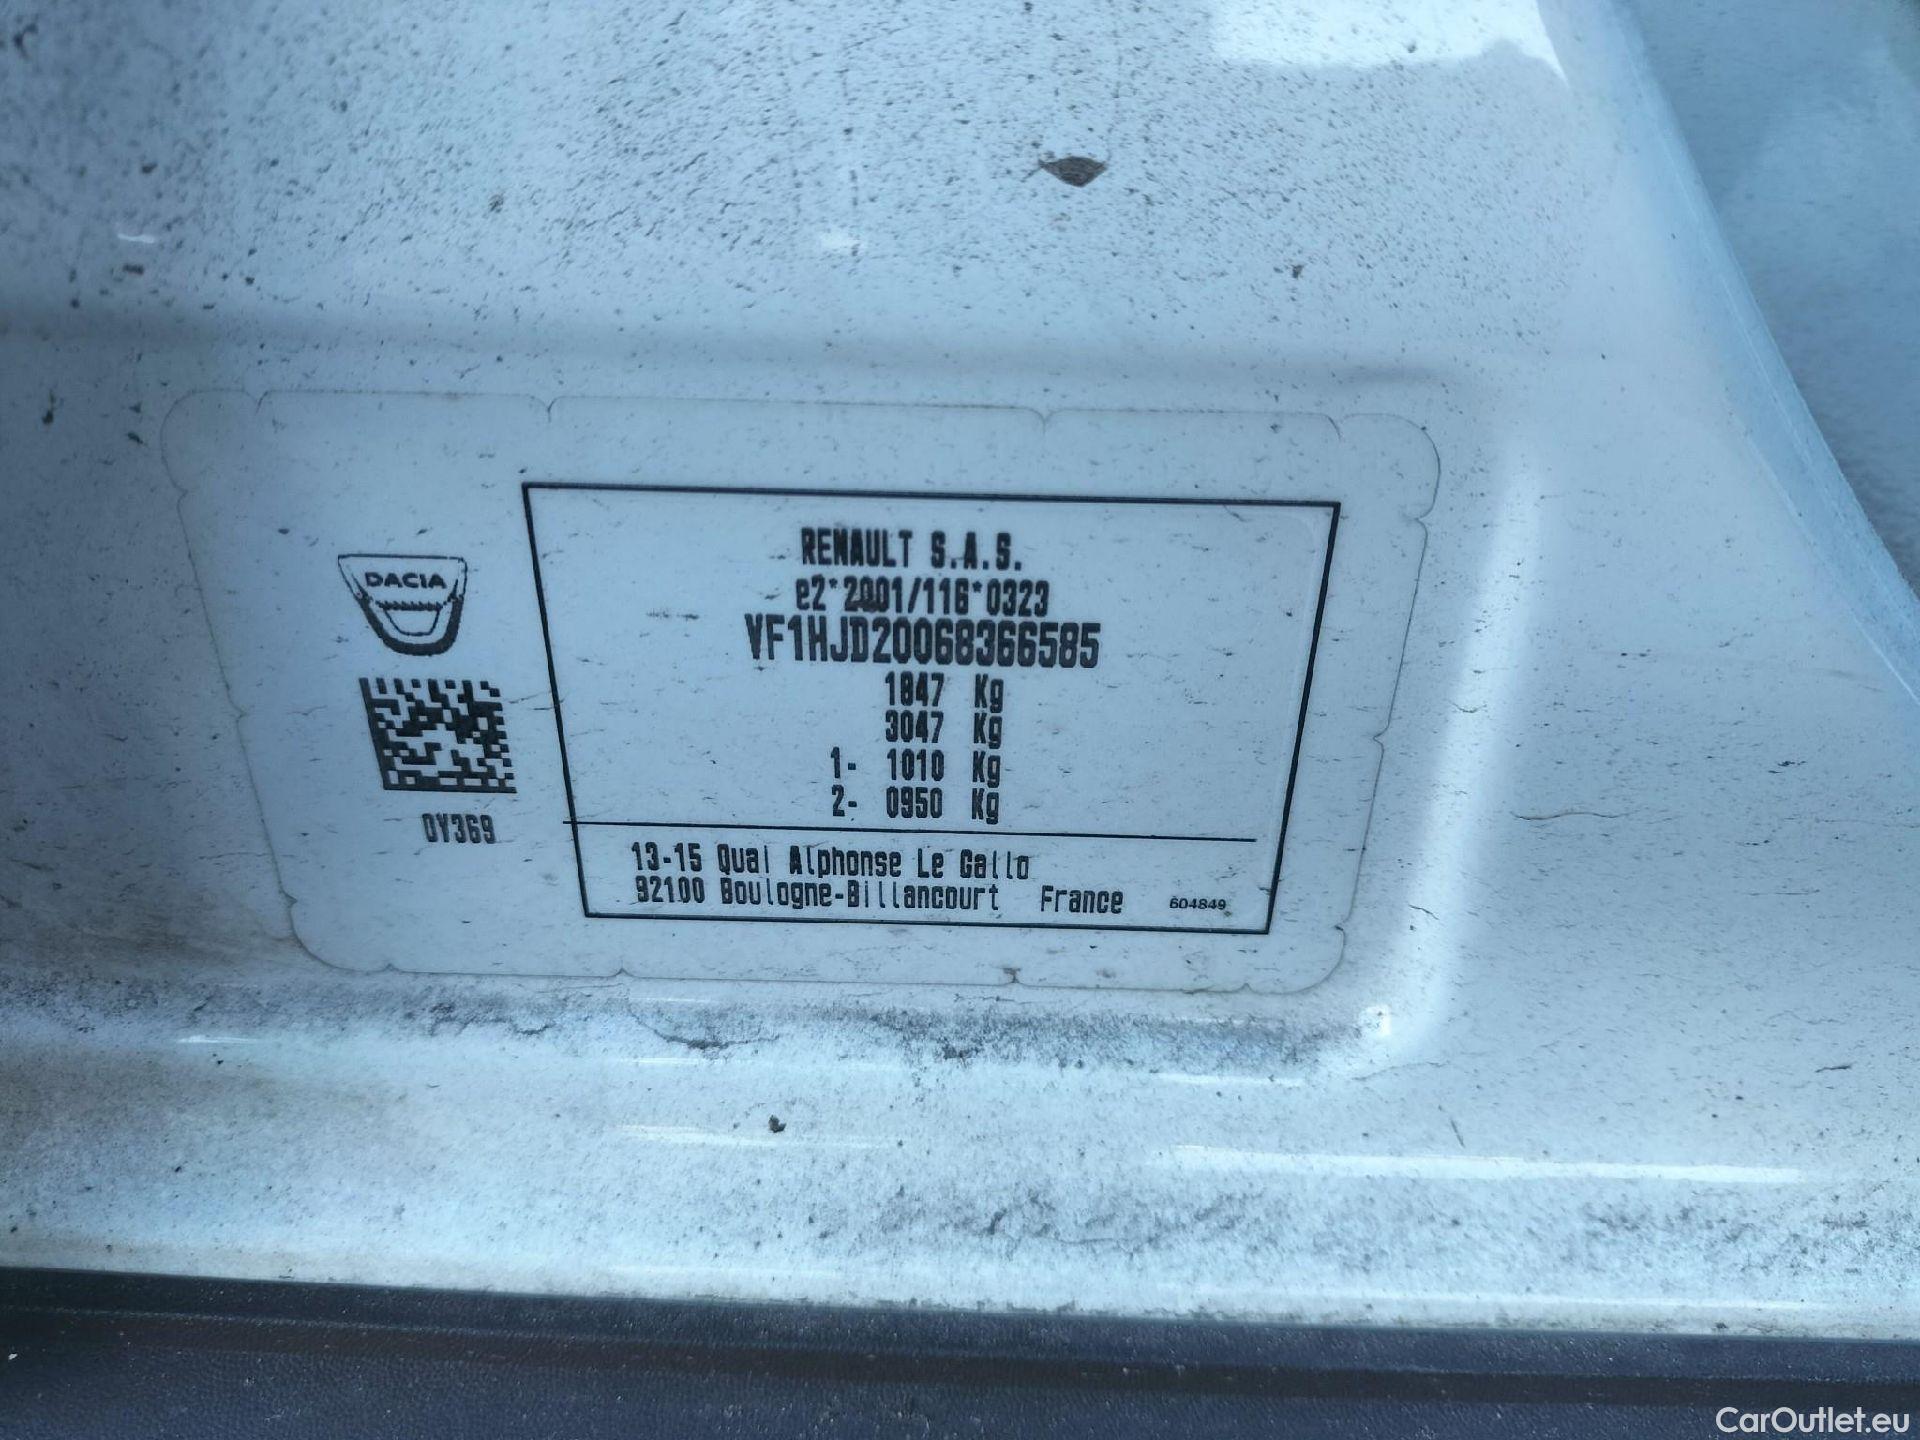 DACIA
0Y369
RENAULT S.A.S.
e2*2001/116*0323
VF1HJD20068366585
1847 Kg
3047 Kg
1- 1010 Kg
2- 0950 Kg
13-15 Quai Alphonse Le Gallo
92100 Boulogne-Billancourt France 604849
CarOutlet.eu